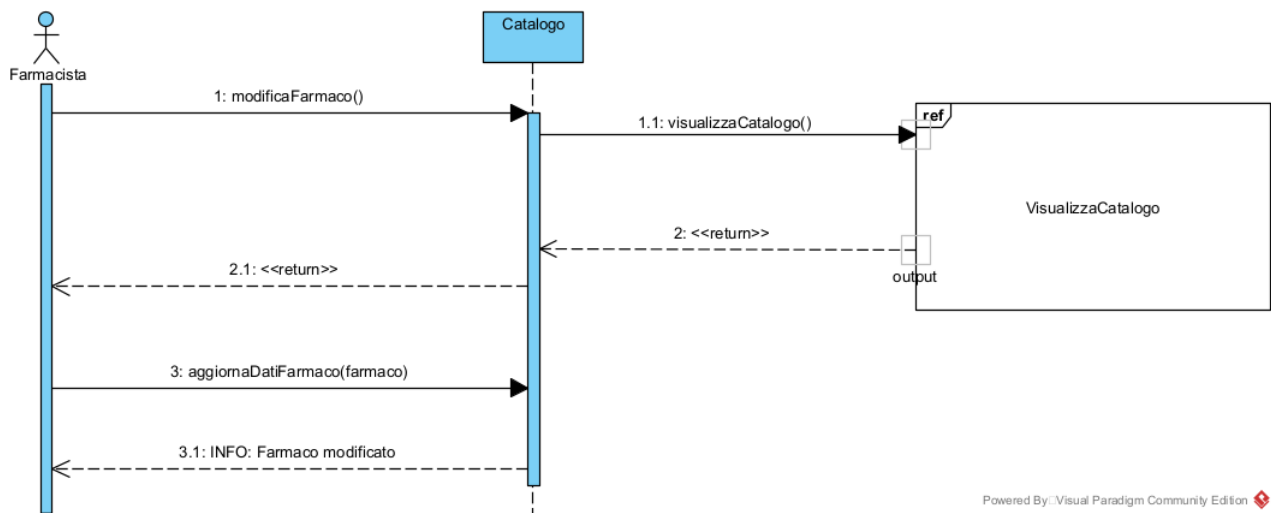 Catalogo
Farmacista
1: modificaFarmaco()
1.1: visualizzaCatalogo()
ref
VisualizzaCatalogo
2: <<return>>
output
2.1: <<return>>
3: aggiornaDatiFarmaco(farmaco)
3.1: INFO: Farmaco modificato
Powered By Visual Paradigm Community Edition